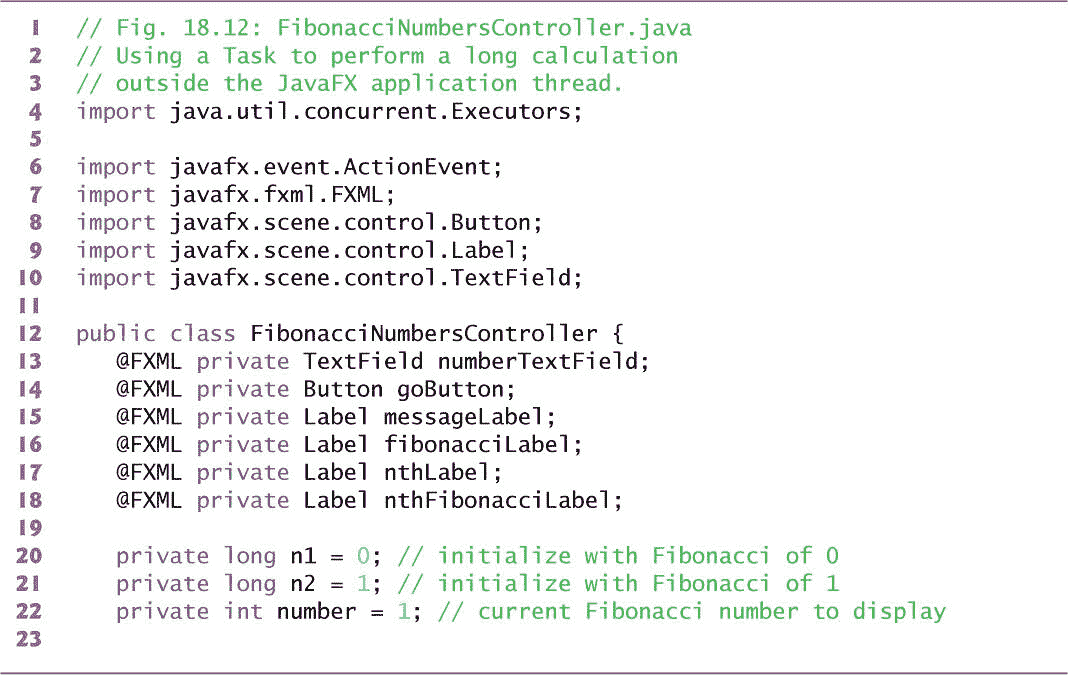 1 // Fig. 18.12: FibonacciNumbersController.java
2 // Using a Task to perform a long calculation
3 // outside the JavaFX application thread.
4 import java.util.concurrent.Executors;
5
6 import javafx.event.ActionEvent;
7 import javafx.fxml.FXML;
8 import javafx.scene.control.Button;
9 import javafx.scene.control.Label;
10 import javafx.scene.control.TextField;
11
12 public class FibonacciNumbersController {
13 @FXML private TextField numberTextField;
14 @FXML private Button goButton;
15 @FXML private Label messageLabel;
16 @FXML private Label fibonacciLabel;
17 @FXML private Label nthLabel;
18 @FXML private Label nthFibonacciLabel;
19
20 private long n1 = 0; // initialize with Fibonacci of 0
21 private long n2 = 1; // initialize with Fibonacci of 1
22 private int number = 1; // current Fibonacci number to display
23